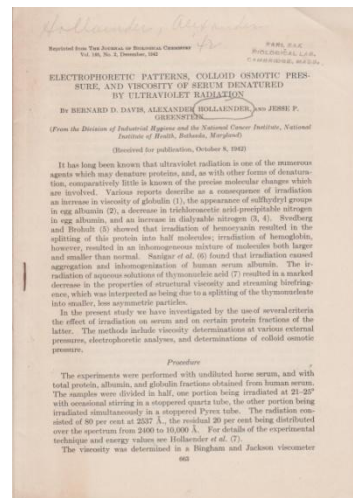 Hollaender, Alexander
Jr
Reprinted from THE JOURNAL OF BIOLOGICAL CHEMISTRY
Vol. 146, No. 3, December, 1942
BIOLOGICAL LAB.
ELECTROPHORETIC PATTERNS, COLLOID OSMOTIC PRES-
SURE, AND VISCOSITY OF SERUM DENATURED
BY ULTRAVIOLET RADIATION
BY BERNARD D. DAVIS, ALEXANDER HOLLAENDER, AND JESSE P.
GREENSTEIN
(From the Division of Industrial Hygiene and the National Cancer Institute, National
Institute of Health, Bethesda, Maryland)
(Received for publication, October 9, 1942)
It has long been known that ultraviolet radiation is one of the numerous
agents which may denature proteins, and, as with other forms of denatura-
tion, comparatively little is known of the precise molecular changes which
are involved. Various reports describe as a consequence of irradiation
an increase in viscosity of globulin (1), the appearance of sulfhydryl groups
in egg albumin (2), a decrease in trichloroacetic acid-precipitable nitrogen
in egg albumin, and an increase in dialyzable nitrogen (3, 4). Svedberg
and Brohult (5) showed that irradiation of hemocyanin resulted in the
splitting of this protein into half molecules; irradiation of hemoglobin,
however, resulted in an inhomogeneous mixture of molecules both larger
and smaller than normal. Sanigar et al. (6) found that irradiation caused
aggregation and inhomogenization of human serum albumin. The ir-
radiation of aqueous solutions of thymonucleic acid (7) resulted in a marked
decrease in the properties of structural viscosity and streaming birefring-
ence, which was interpreted as being due to a splitting of the thymonucleate
into smaller, less asymmetric particles.
In the present study we have investigated by the use of several criteria
the effect of irradiation on serum and on certain protein fractions of the
latter. The methods include viscosity determinations at various external
pressures, electrophoretic analyses, and determinations of colloid osmotic
pressure.
Procedure
The experiments were performed with undiluted horse serum, and with
total protein, albumin, and globulin fractions obtained from human serum.
The samples were divided in half, one portion being irradiated at 21-25°
with occasional stirring in a stoppered quartz tube, the other portion being
irradiated simultaneously in a stoppered Pyrex tube. The radiation con-
sisted of 80 per cent at 2537 Å., the residual 20 per cent being distributed
over the spectrum from 2400 to 10,000 Å. For details of the experimental
technique and energy values see Hollaender et al. (7).
The viscosity was determined in a Bingham and Jackson viscometer
663